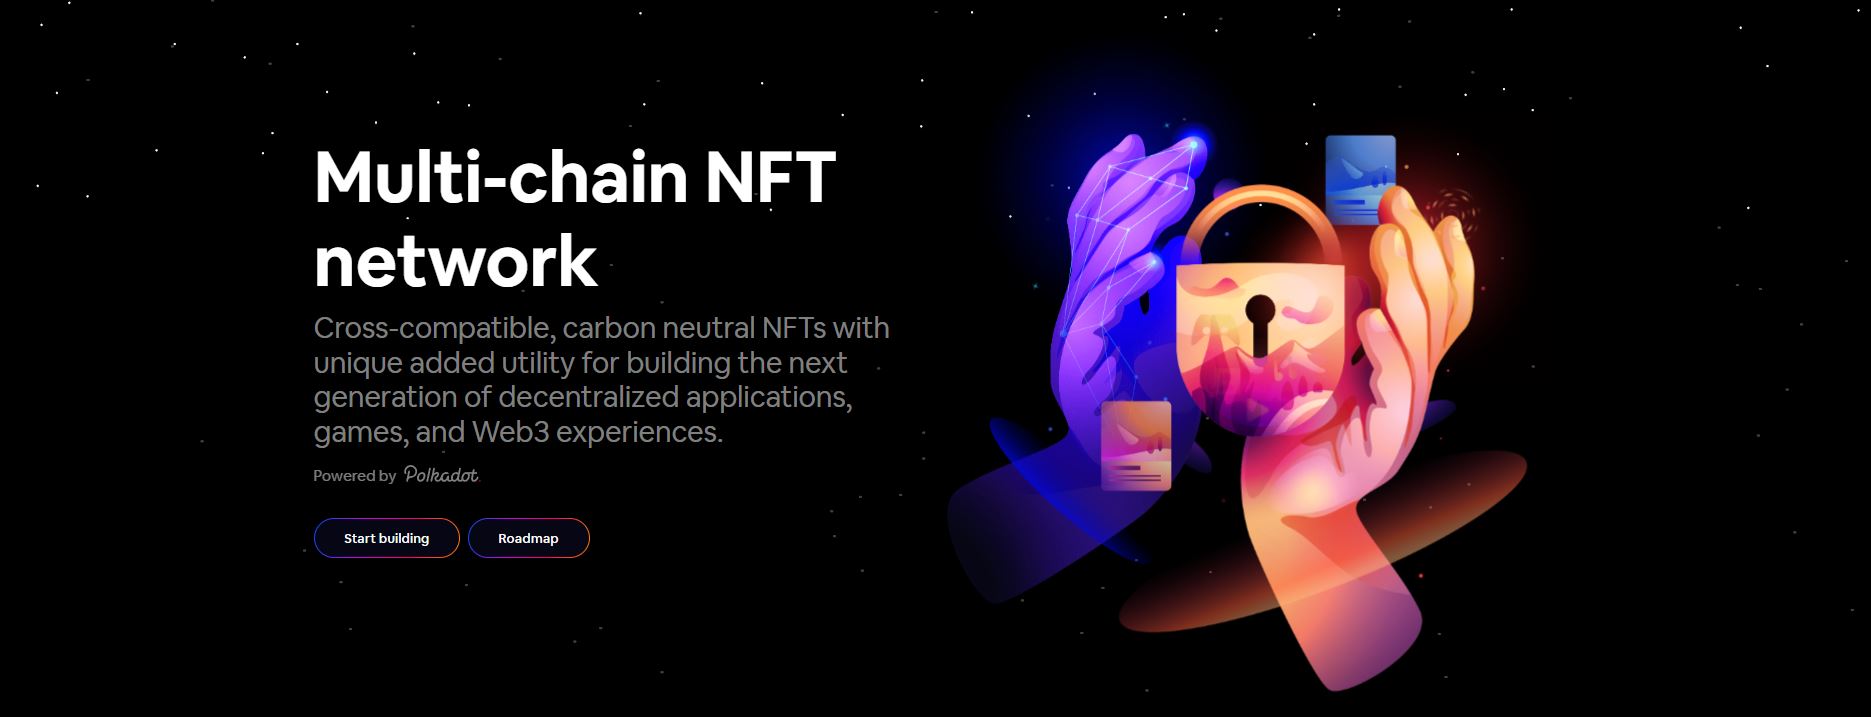 Multi-chain NFT
network
Cross-compatible, carbon neutral NFTs with
unique added utility for building the next
generation of decentralized applications,
games, and Web3 experiences.
Powered by Polkadot.
Start building
Roadmap